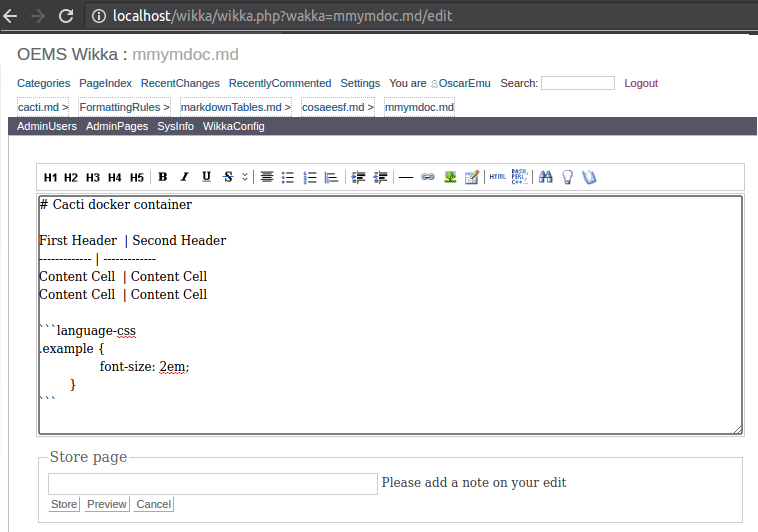 localhost/wikka/wikka.php?wakka=mmymdoc.md/edit
OEMS Wikka : mmymdoc.md
Categories PageIndex RecentChanges RecentlyCommented Settings You are OscarEmu Search: Logout
cacti.md > FormattingRules > markdownTables.md > cosaeesf.md > mmymdoc.md
AdminUsers AdminPages SysInfo WikkaConfig
H1 H2 H3 H4 H5 B I U S HTML BASH, PERL, C++...
# Cacti docker container
First Header | Second Header
------------- | -------------
Content Cell | Content Cell
Content Cell | Content Cell
```language-css
.example {
font-size: 2em;
}
```
Store page
Please add a note on your edit
Store Preview Cancel